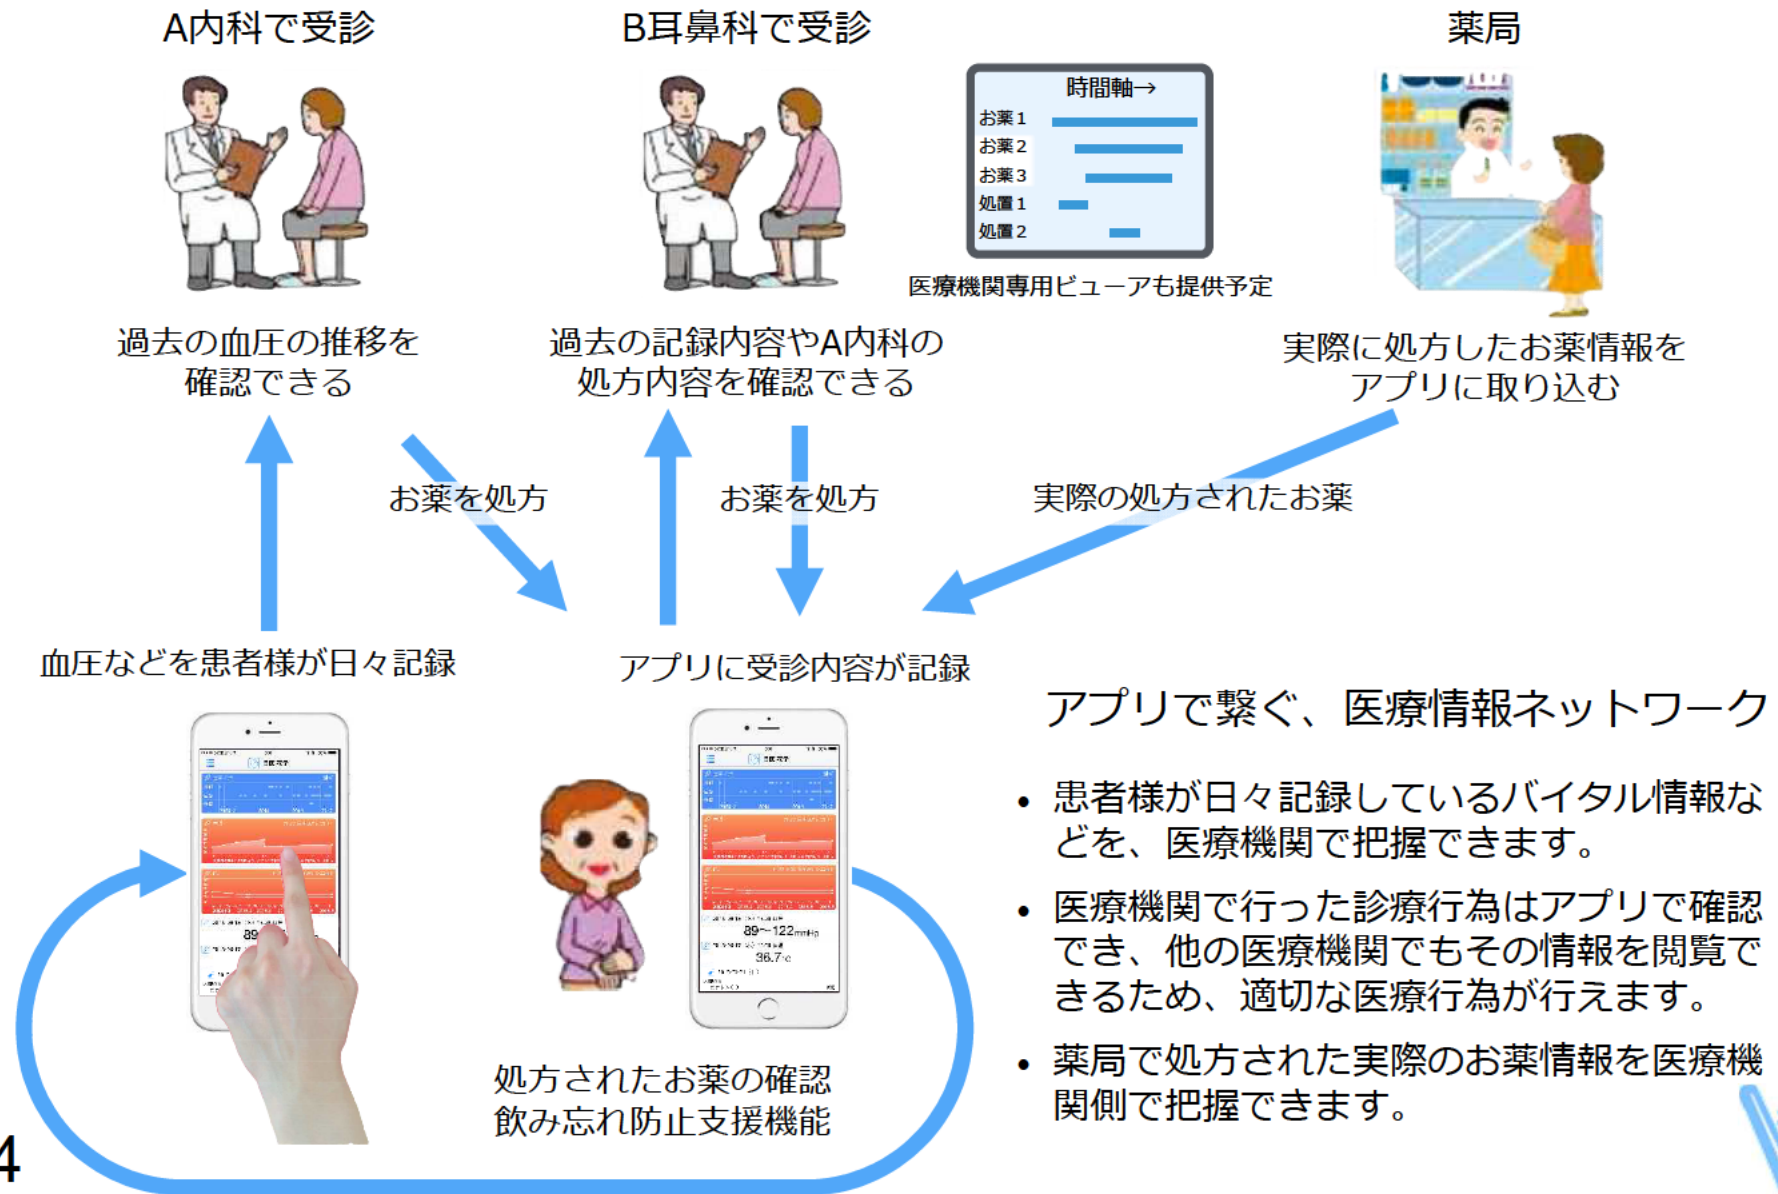 A内科で受診
B耳鼻科で受診
薬局
時間軸→
お薬1
お薬2
お薬3
処置1
処置2
医療機関専用ビューアも提供予定
過去の血圧の推移を
確認できる
過去の記録内容やA内科の
処方内容を確認できる
実際に処方したお薬情報を
アプリに取り込む
お薬を処方
お薬を処方
実際の処方されたお薬
血圧などを患者様が日々記録
アプリに受診内容が記録
アプリで繋ぐ、医療情報ネットワーク
• 患者様が日々記録しているバイタル情報な
どを、医療機関で把握できます。
• 医療機関で行った診療行為はアプリで確認
でき、他の医療機関でもその情報を閲覧で
きるため、適切な医療行為が行えます。
• 薬局で処方された実際のお薬情報を医療機
関側で把握できます。
89
89～122mmHg
36.7℃
処方されたお薬の確認
飲み忘れ防止支援機能
4